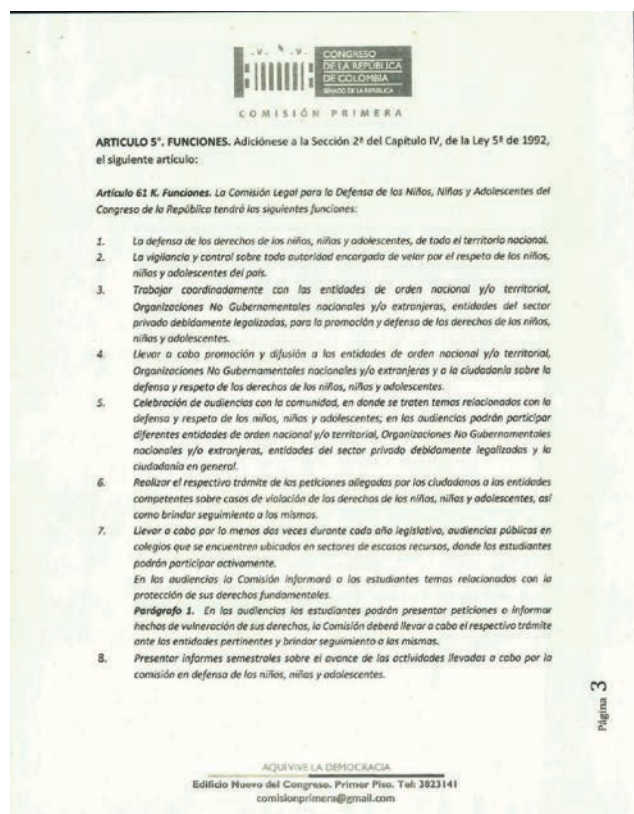 CONGRESO
DE LA REPÚBLICA
DE COLOMBIA
SENADO DE LA REPÚBLICA
COMISIÓN PRIMERA
ARTICULO 5°. FUNCIONES. Adiciónese a la Sección 2ª del Capítulo IV, de la Ley 5ª de 1992,
el siguiente artículo:
Artículo 61 K. Funciones. La Comisión Legal para la Defensa de los Niños, Niñas y Adolescentes del
Congreso de la República tendrá las siguientes funciones:
1. La defensa de los derechos de los niños, niñas y adolescentes, de todo el territorio nacional.
2. La vigilancia y control sobre toda autoridad encargada de velar por el respeto de los niños,
niñas y adolescentes del país.
3. Trabajar coordinadamente con las entidades de orden nacional y/o territorial,
Organizaciones No Gubernamentales nacionales y/o extranjeras, entidades del sector
privado debidamente legalizadas, para la promoción y defensa de los derechos de los niños,
niñas y adolescentes.
4. Llevar a cabo promoción y difusión a las entidades de orden nacional y/o territorial,
Organizaciones No Gubernamentales nacionales y/o extranjeras y a la ciudadanía sobre la
defensa y respeto de los derechos de los niños, niñas y adolescentes.
5. Celebración de audiencias con la comunidad, en donde se traten temas relacionados con la
defensa y respeto de los niños, niñas y adolescentes; en las audiencias podrán participar
diferentes entidades de orden nacional y/o territorial, Organizaciones No Gubernamentales
nacionales y/o extranjeras, entidades del sector privado debidamente legalizadas y la
ciudadanía en general.
6. Realizar el respectivo trámite de las peticiones allegadas por los ciudadanos a las entidades
competentes sobre casos de violación de los derechos de los niños, niñas y adolescentes, así
como brindar seguimiento a los mismos.
7. Llevar a cabo por lo menos dos veces durante cada año legislativo, audiencias públicas en
colegios que se encuentren ubicados en sectores de escasos recursos, donde los estudiantes
podrán participar activamente.
En las audiencias la Comisión informará a los estudiantes temas relacionados con la
protección de sus derechos fundamentales.
Parágrafo 1. En las audiencias los estudiantes podrán presentar peticiones o informar
hechos de vulneración de sus derechos, la Comisión deberá llevar a cabo el respectivo trámite
ante las entidades pertinentes y brindar seguimiento a las mismas.
8. Presentar informes semestrales sobre el avance de las actividades llevadas a cabo por la
comisión en defensa de los niños, niñas y adolescentes.
Página 3
AQUÍ VIVE LA DEMOCRACIA
Edificio Nuevo del Congreso. Primer Piso. Tel: 3823141
comisionprimera@gmail.com